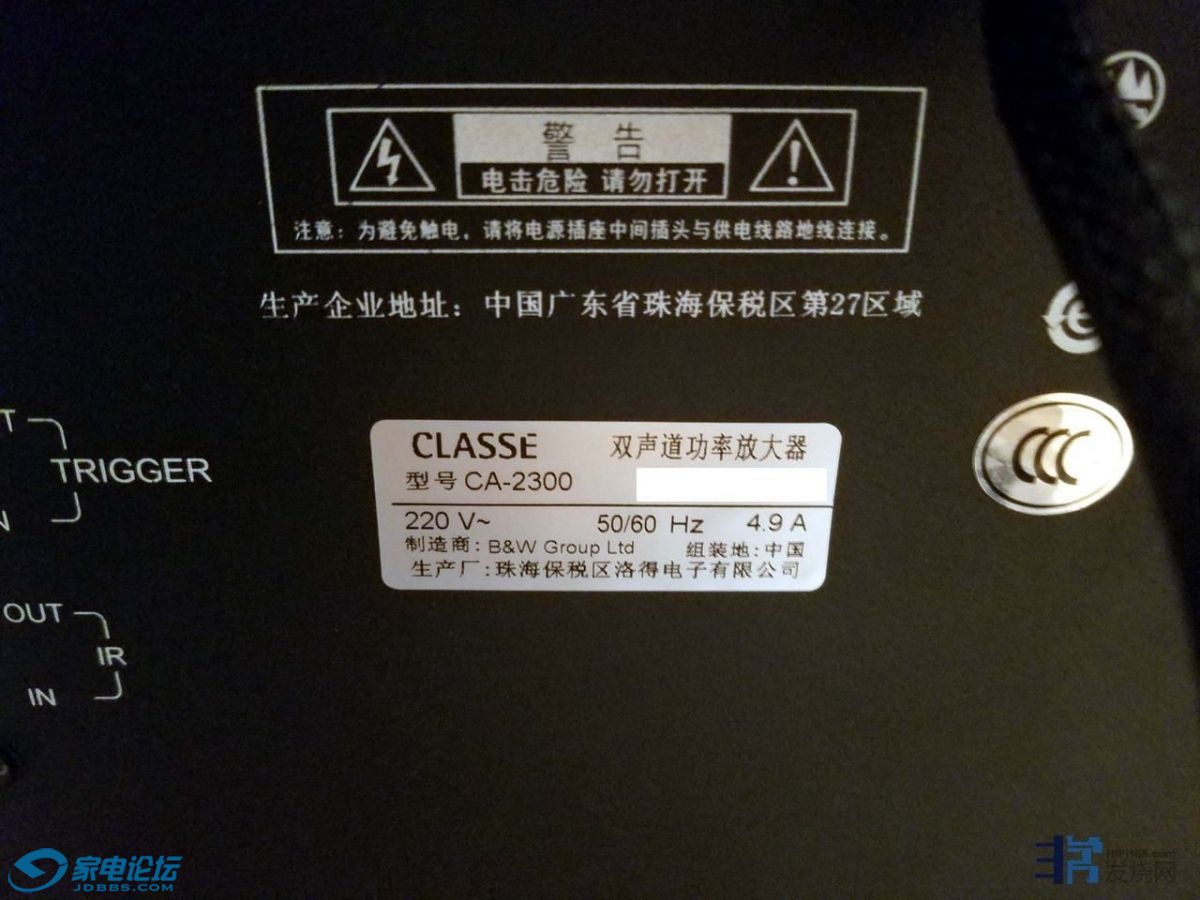 警 告
电击危险 请勿打开
注意：为避免触电，请将电源插座中间插头与供电线路地线连接。
生产企业地址：中国广东省珠海保税区第27区域
T
TRIGGER
N
CLASSE 双声道功率放大器
型号 CA-2300
220 V~ 50/60 Hz 4.9 A
制造商：B&W Group Ltd 组装地：中国
生产厂：珠海保税区洛得电子有限公司
CCC
OUT
IR
IN
家电论坛
JDBBS.COM
HIFI168.com
发烧网